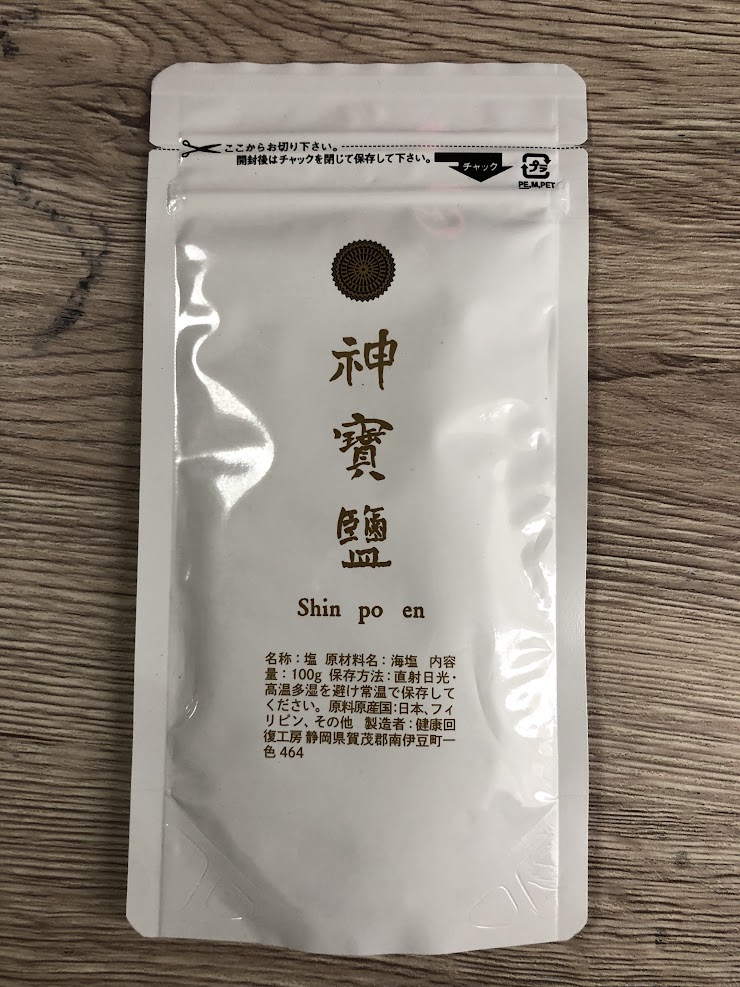 ここからお切り下さい。
開封後はチャックを閉じて保存して下さい。
チャック
プラ
PE,M,PET
神寶鹽
Shin po en
名称：塩 原材料名：海塩 内容
量：100g 保存方法：直射日光・
高温多湿を避け常温で保存して
ください。原料原産国：日本、フィ
リピン、その他 製造者：健康回
復工房 静岡県賀茂郡南伊豆町一
色 464